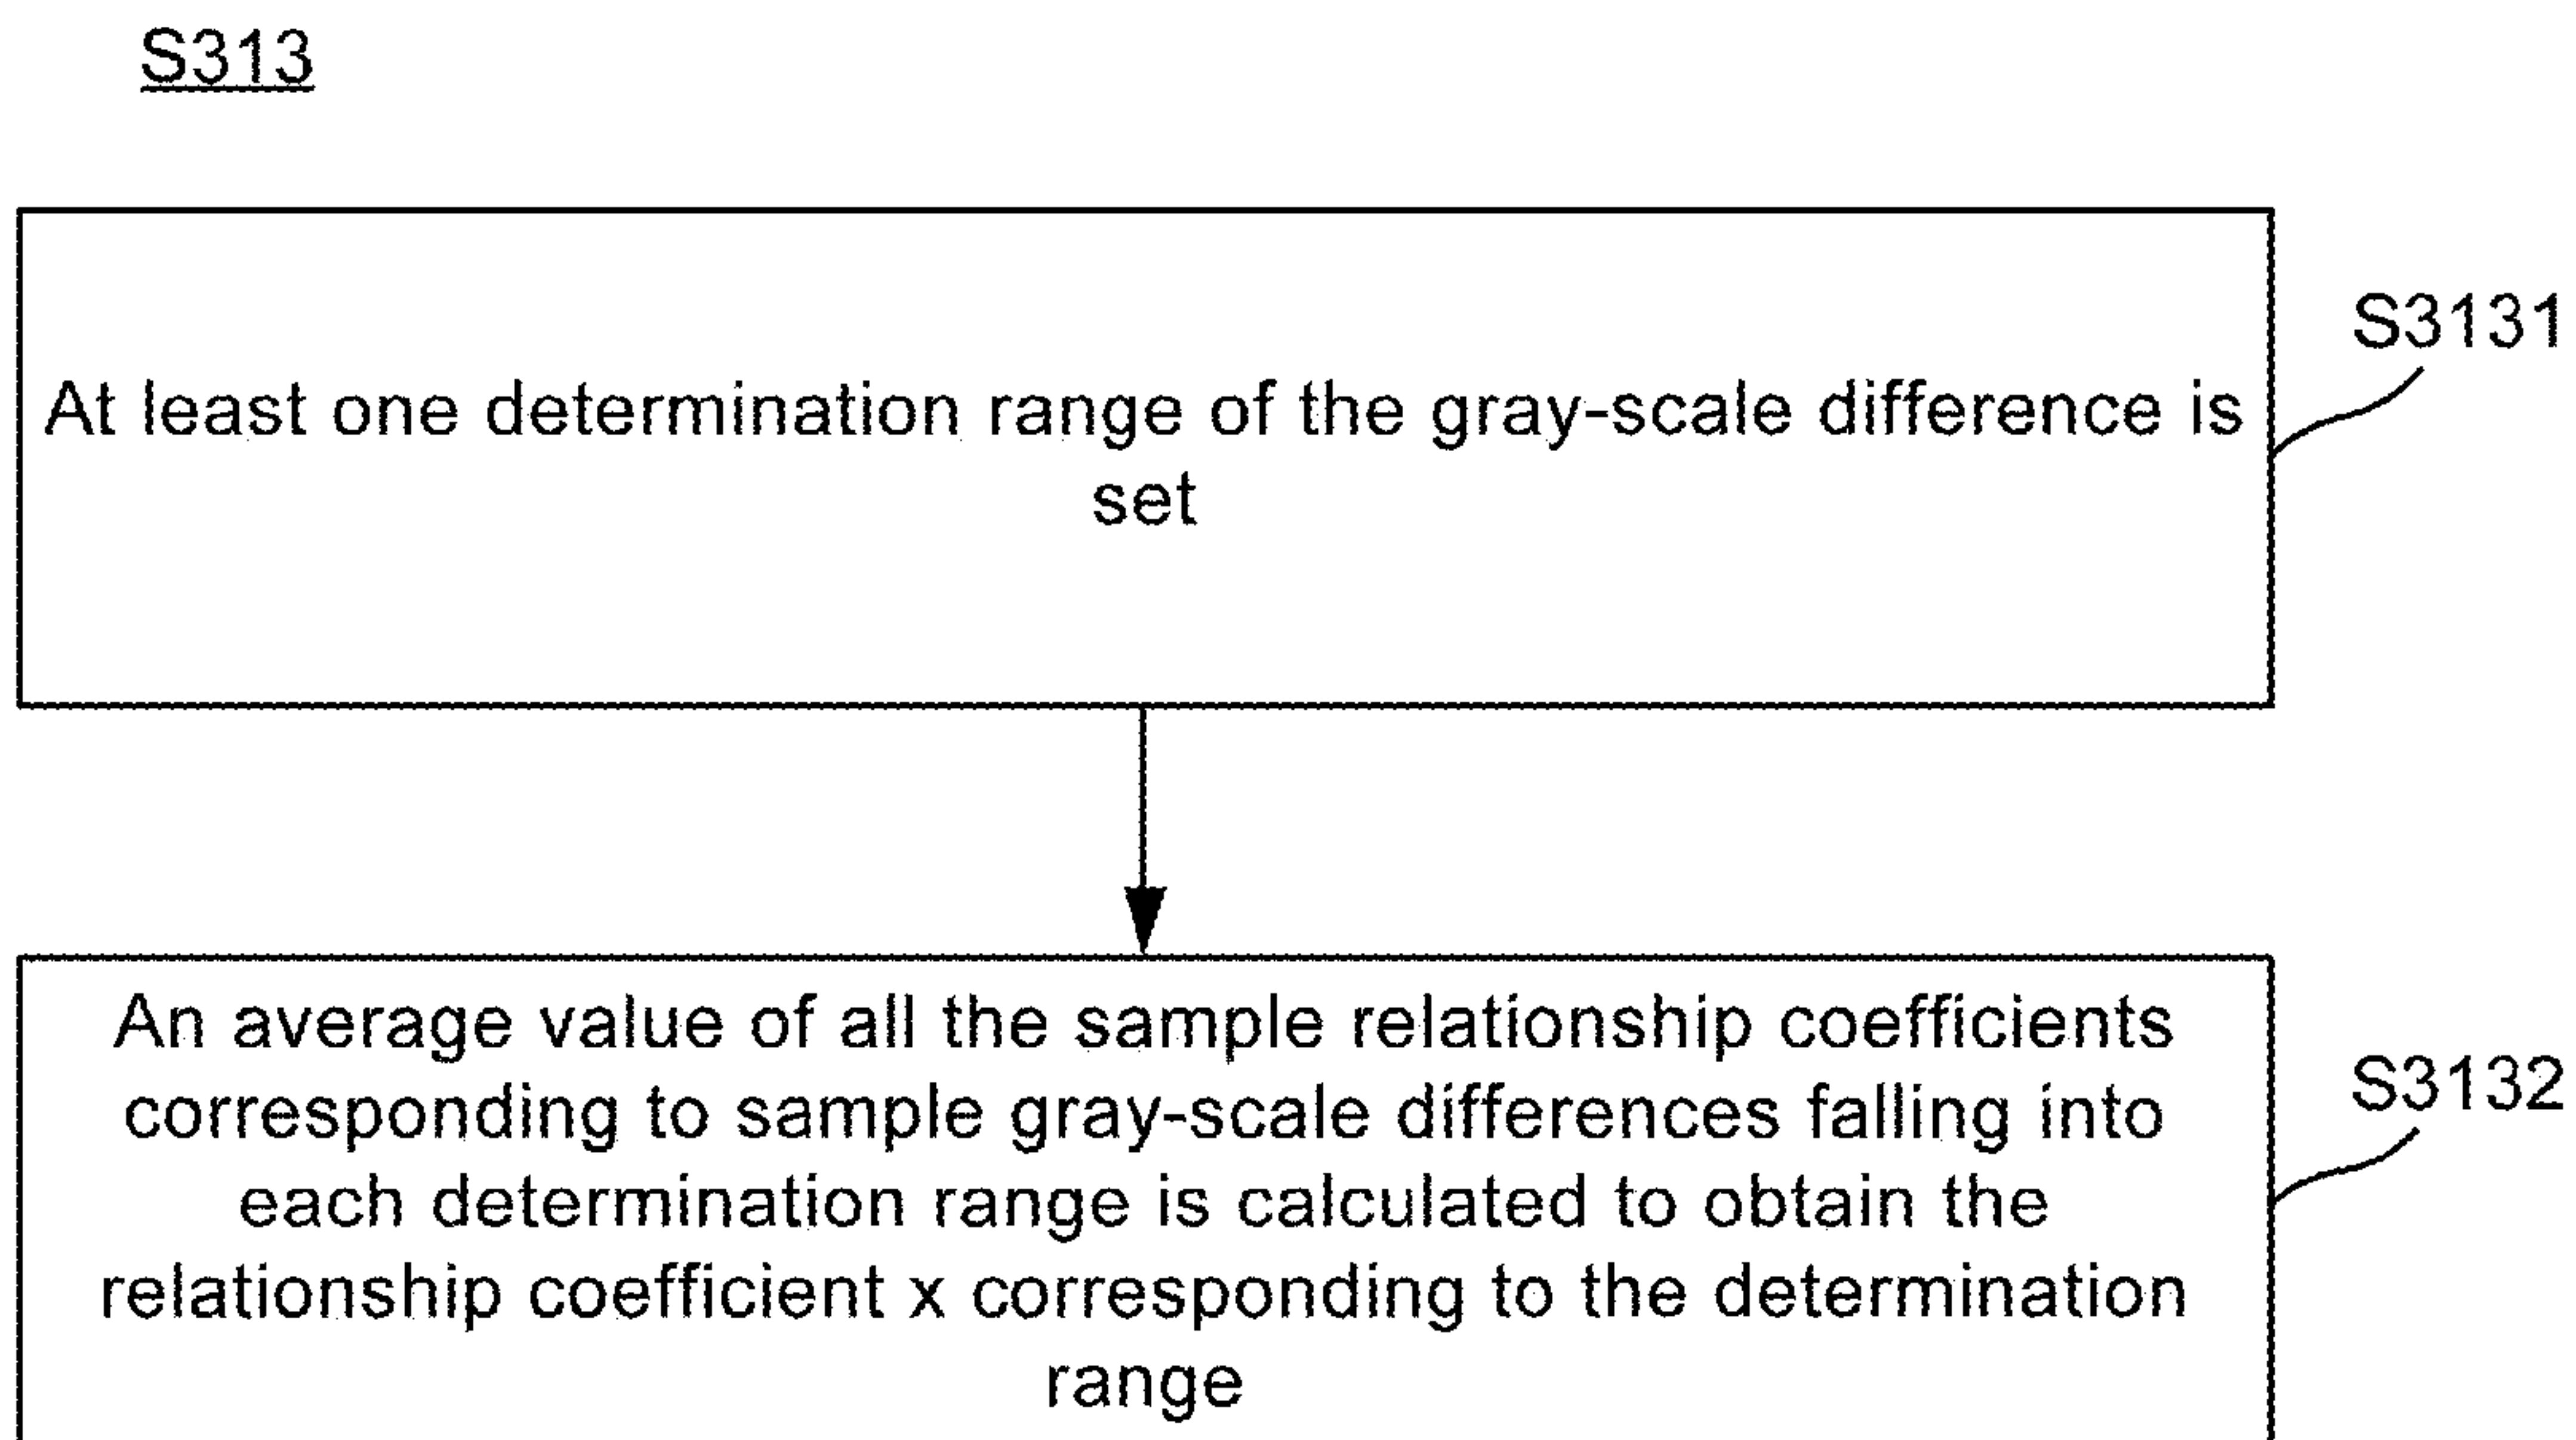 S313
At least one determination range of the gray-scale difference is
set
S3131
An average value of all the sample relationship coefficients
corresponding to sample gray-scale differences falling into
each determination range is calculated to obtain the
relationship coefficient x corresponding to the determination
range
S3132